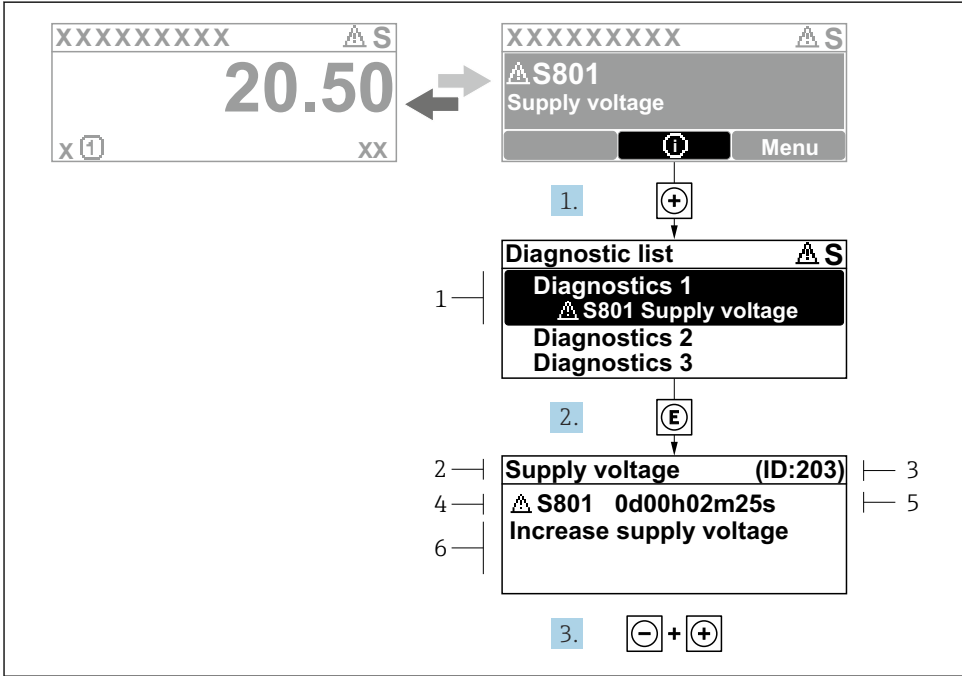 XXXXXXXXX ⚠ S
20.50
x ① XX
XXXXXXXXX ⚠ S
⚠S801
Supply voltage
ⓘ Menu
1. +
Diagnostic list ⚠ S
1 Diagnostics 1
⚠ S801 Supply voltage
Diagnostics 2
Diagnostics 3
2. E
2 Supply voltage (ID:203) 3
4 ⚠ S801 0d00h02m25s 5
6 Increase supply voltage
3. − + +